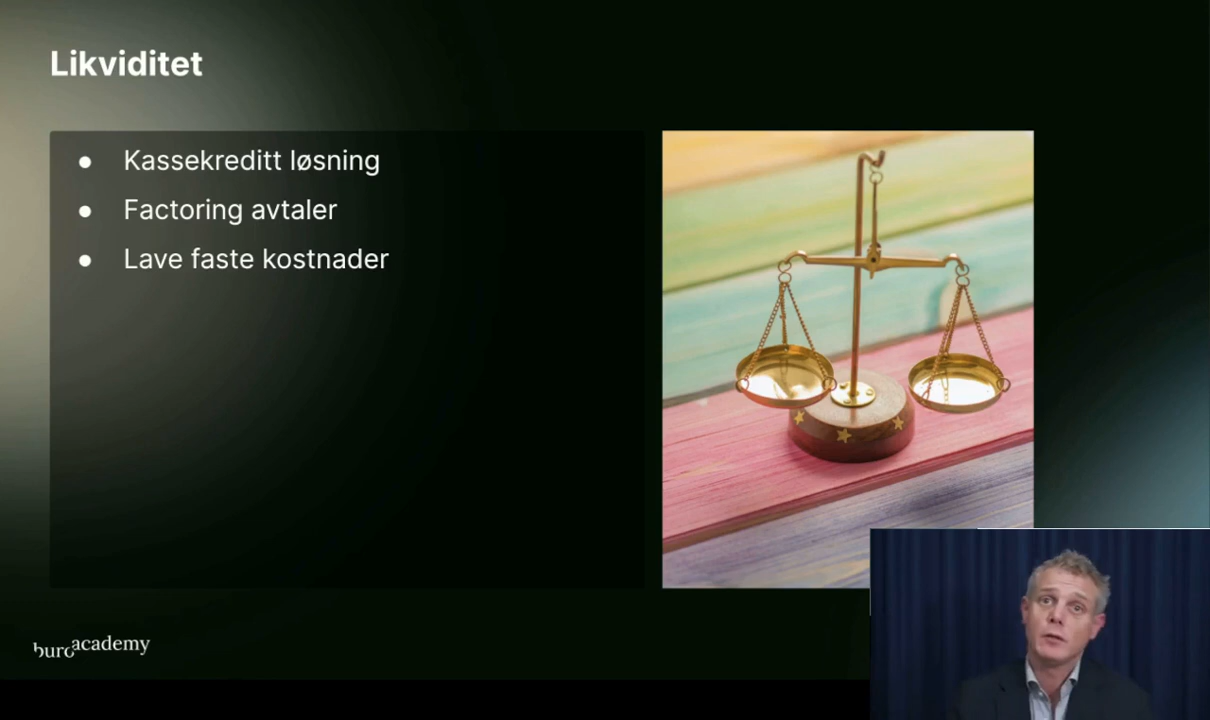 Likviditet
● Kassekreditt løsning
● Factoring avtaler
● Lave faste kostnader
buroacademy